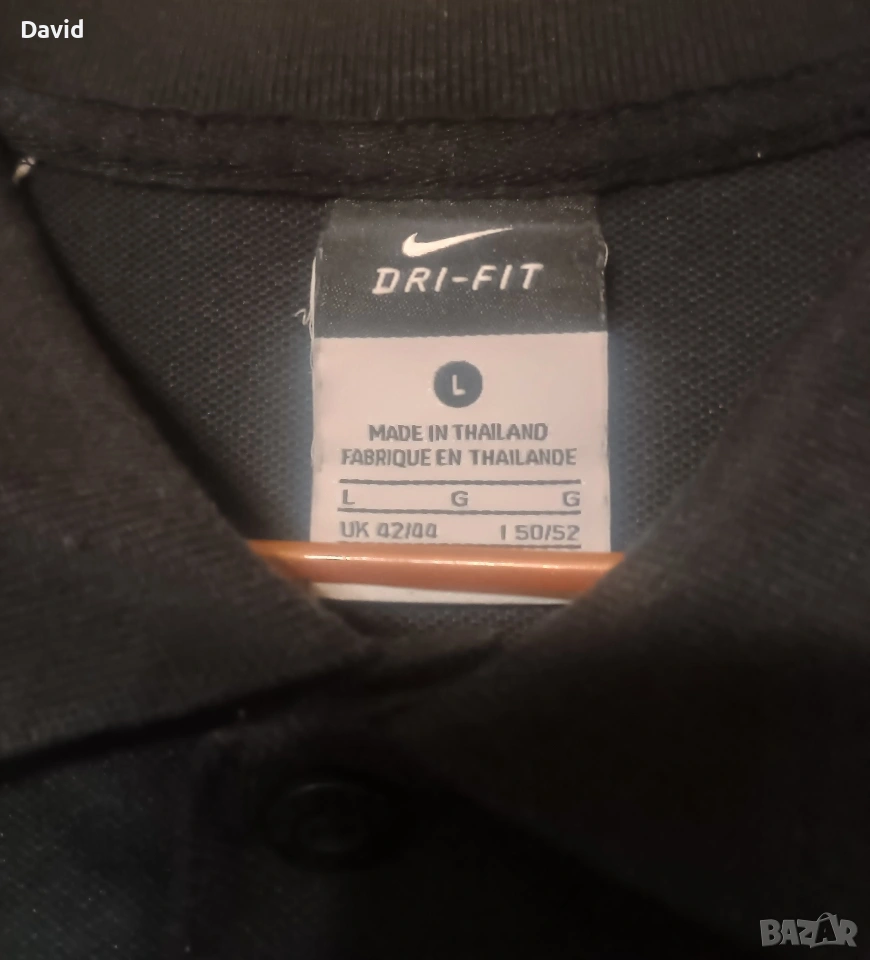 David
DRI-FIT
L
MADE IN THAILAND
FABRIQUE EN THAILANDE
L G G
UK 42/44 I 50/52
BAZAR